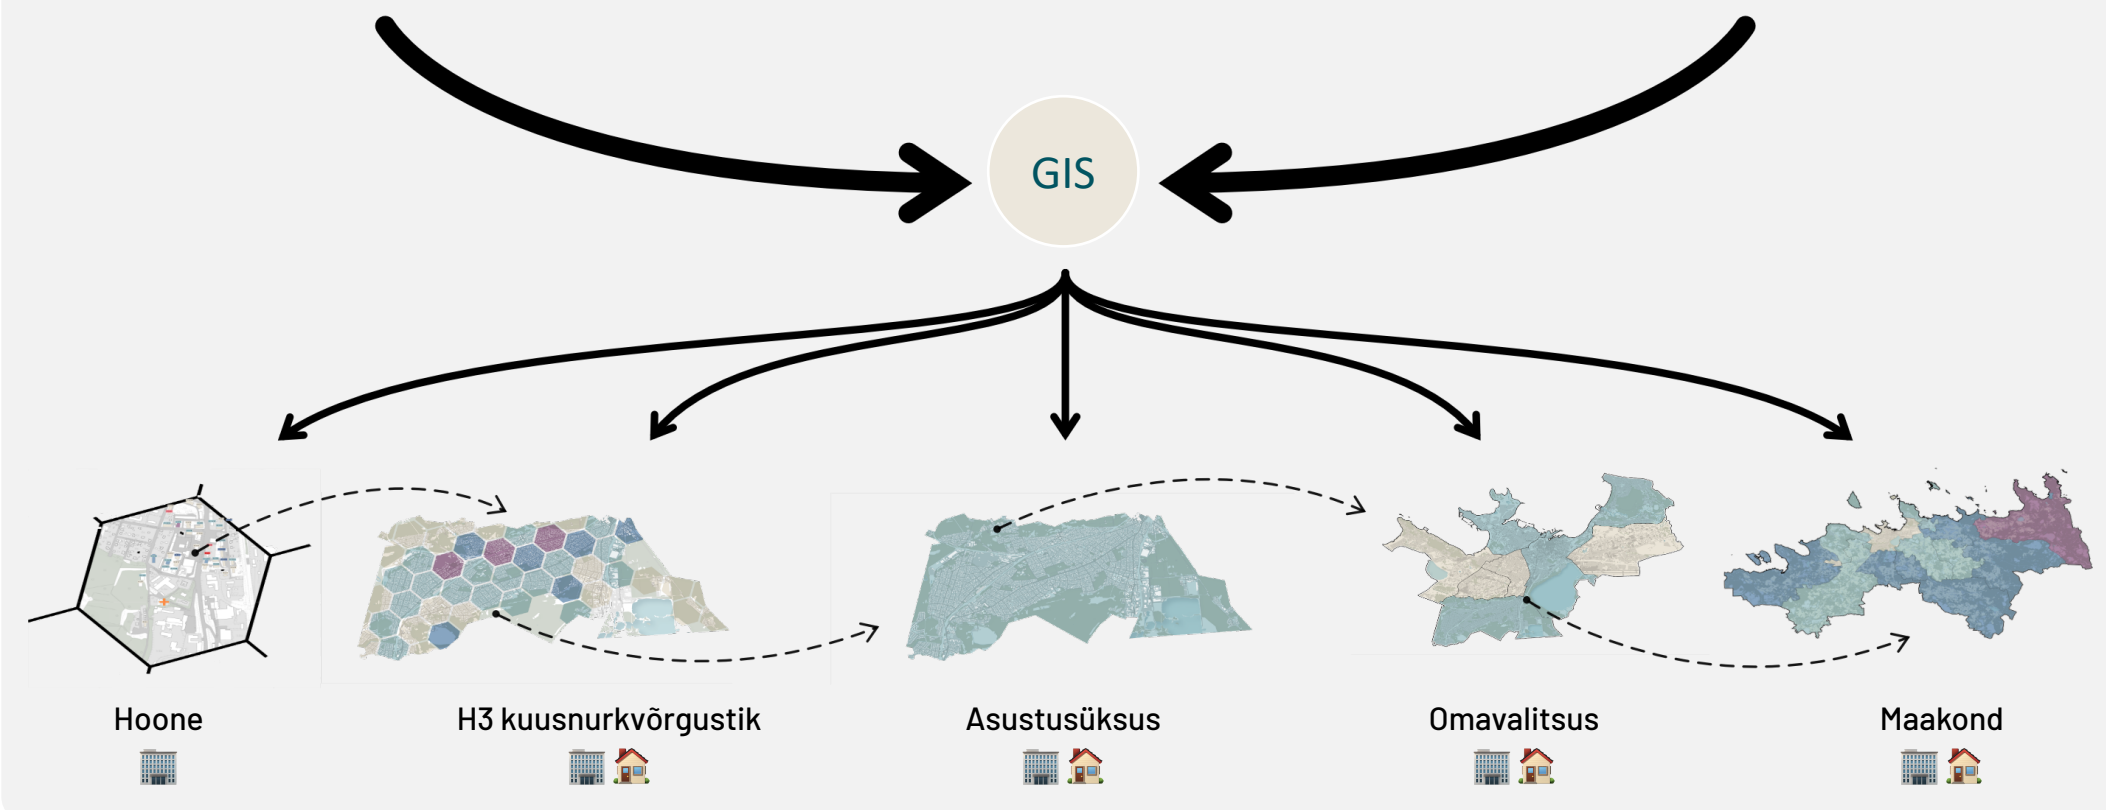 GIS
Hoone
H3 kuusnurkvõrgustik
Asustusüksus
Omavalitsus
Maakond